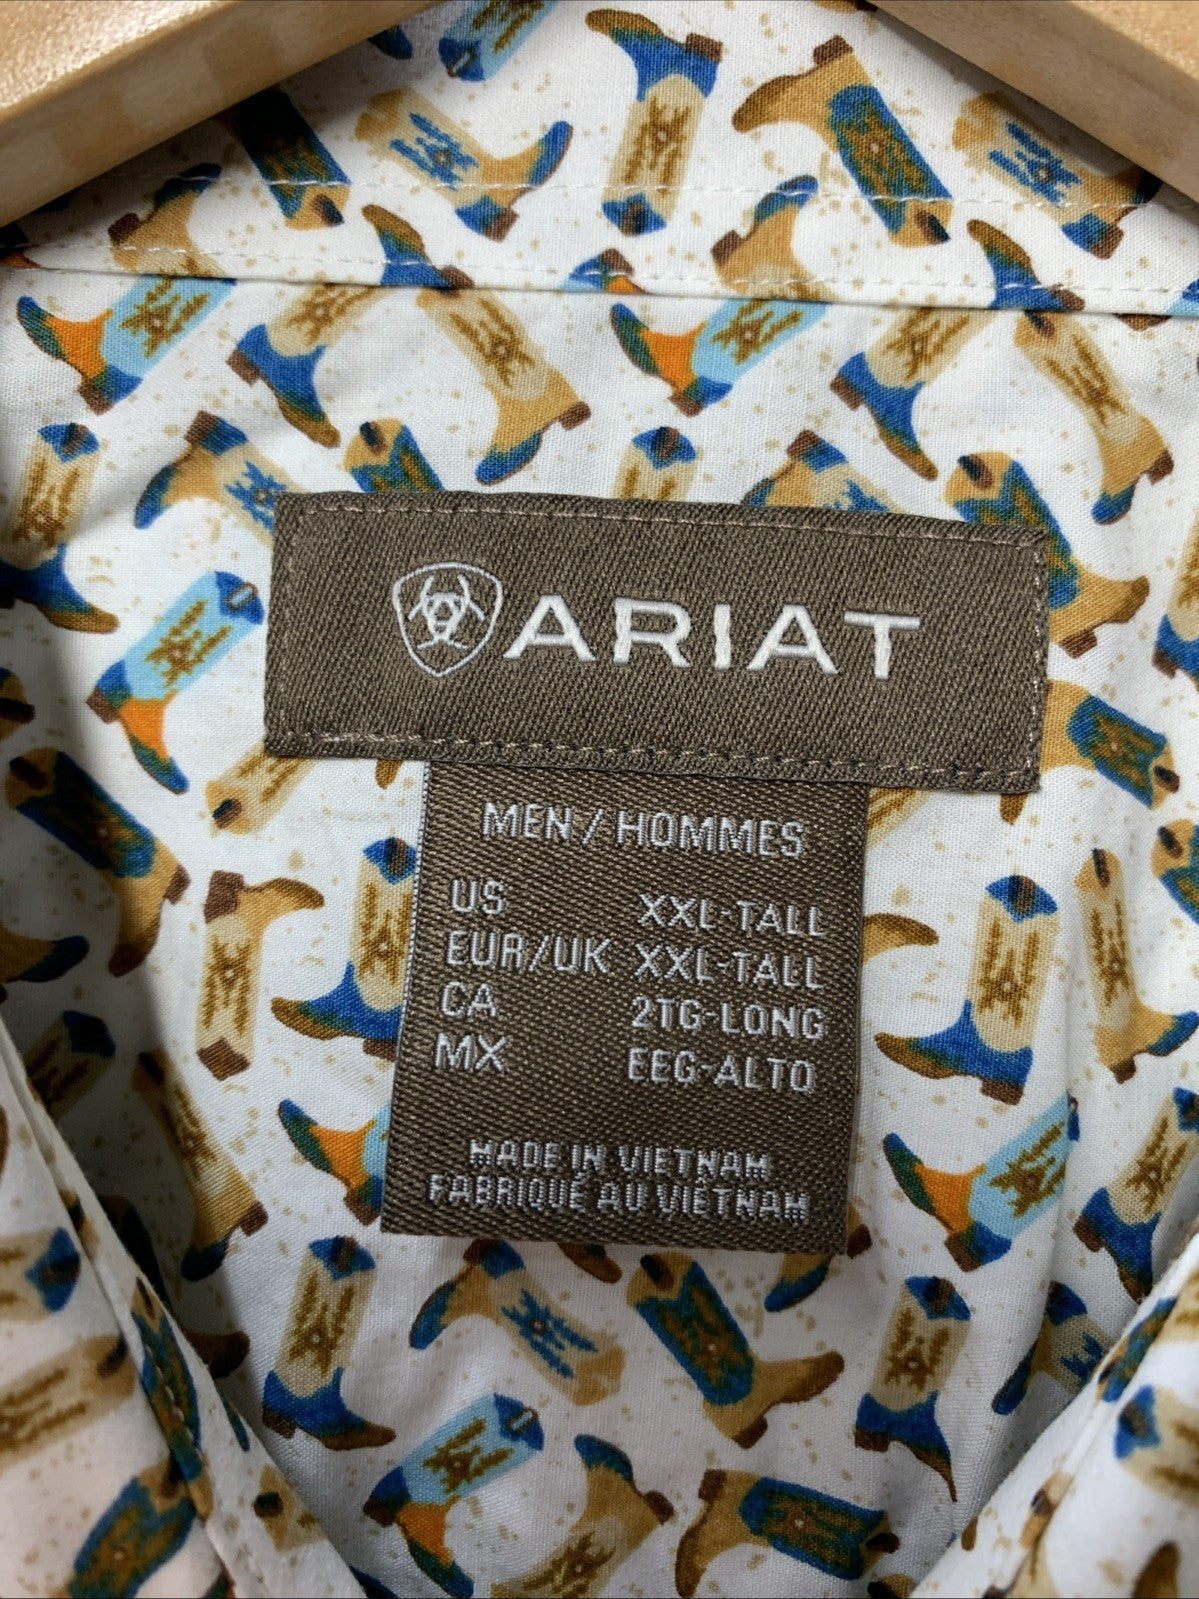 ARIAT
MEN / HOMMES
US XXL-TALL
EUR/UK XXL-TALL
CA 2TG-LONG
MX EEG-ALTO
MADE IN VIETNAM
FABRIQUÉ AU VIÊTNAM